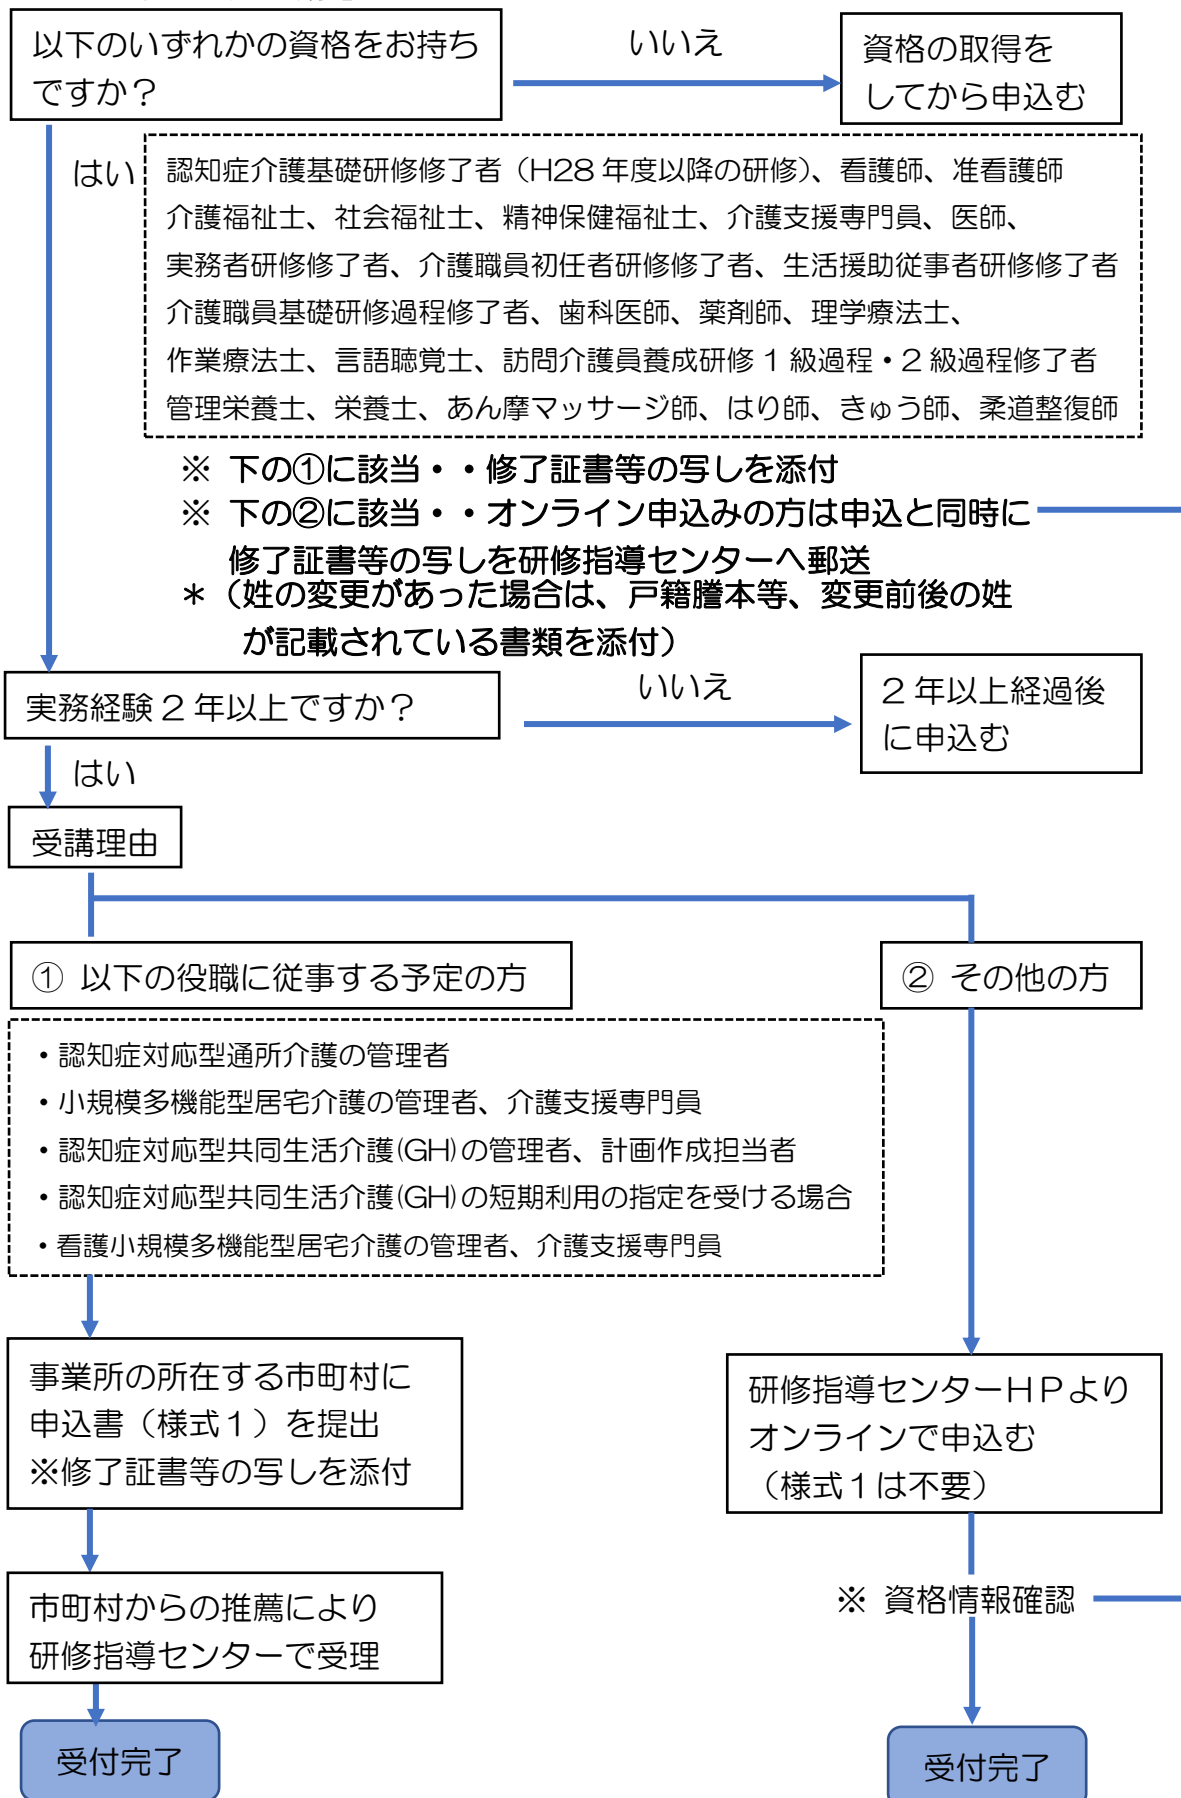 以下のいずれかの資格をお持ち
ですか？
いいえ
資格の取得を
してから申込む
はい
認知症介護基礎研修修了者（H28年度以降の研修）、看護師、准看護師
介護福祉士、社会福祉士、精神保健福祉士、介護支援専門員、医師、
実務者研修修了者、介護職員初任者研修修了者、生活援助従事者研修修了者
介護職員基礎研修過程修了者、歯科医師、薬剤師、理学療法士、
作業療法士、言語聴覚士、訪問介護員養成研修１級過程・２級過程修了者
管理栄養士、栄養士、あん摩マッサージ師、はり師、きゅう師、柔道整復師
※ 下の①に該当・・修了証書等の写しを添付
※ 下の②に該当・・オンライン申込みの方は申込と同時に
修了証書等の写しを研修指導センターへ郵送
＊（姓の変更があった場合は、戸籍謄本等、変更前後の姓
が記載されている書類を添付）
実務経験２年以上ですか？
いいえ
２年以上経過後
に申込む
はい
受講理由
① 以下の役職に従事する予定の方
② その他の方
・認知症対応型通所介護の管理者
・小規模多機能型居宅介護の管理者、介護支援専門員
・認知症対応型共同生活介護(GH)の管理者、計画作成担当者
・認知症対応型共同生活介護(GH)の短期利用の指定を受ける場合
・看護小規模多機能型居宅介護の管理者、介護支援専門員
事業所の所在する市町村に
申込書（様式１）を提出
※修了証書等の写しを添付
研修指導センターＨＰより
オンラインで申込む
（様式１は不要）
市町村からの推薦により
研修指導センターで受理
※ 資格情報確認
受付完了
受付完了